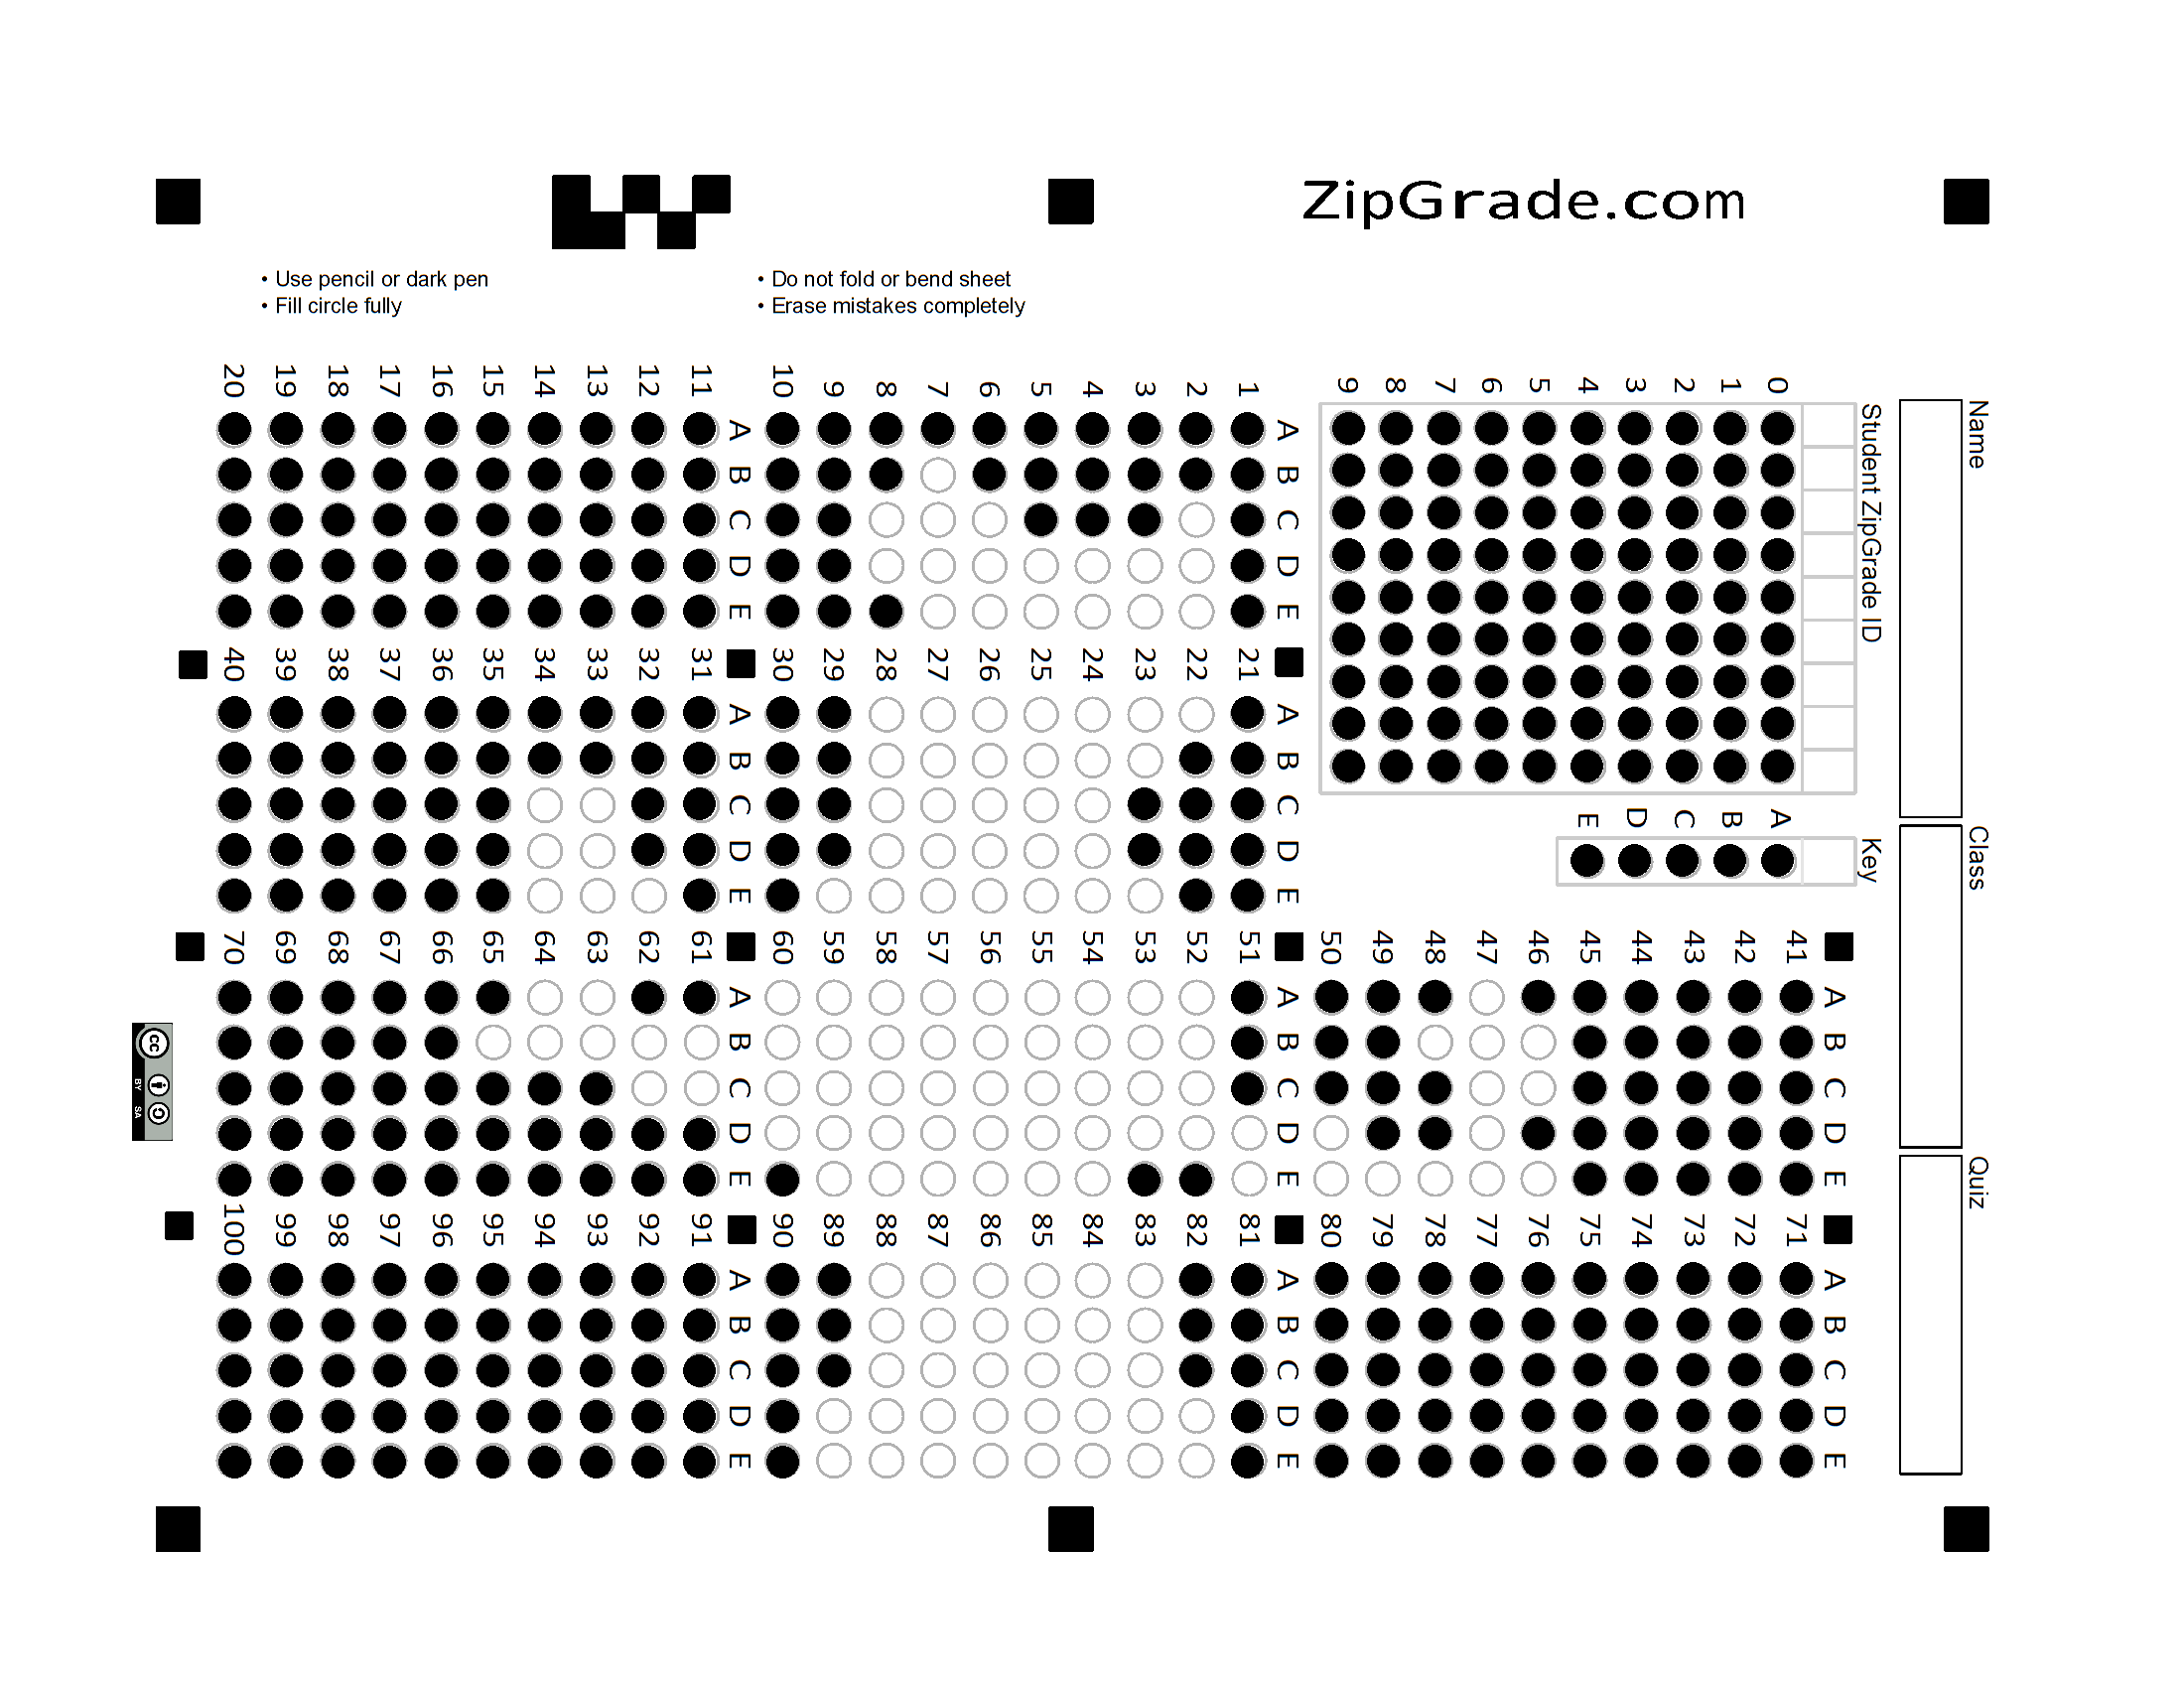 ZipGrade.com
• Use pencil or dark pen
• Fill circle fully
• Do not fold or bend sheet
• Erase mistakes completely
Name
Class
Quiz
Student ZipGrade ID
0 1 2 3 4 5 6 7 8 9
Key
A B C D E
A B C D E
1 2 3 4 5 6 7 8 9 10
A B C D E
11 12 13 14 15 16 17 18 19 20
A B C D E
21 22 23 24 25 26 27 28 29 30
A B C D E
31 32 33 34 35 36 37 38 39 40
A B C D E
41 42 43 44 45 46 47 48 49 50
A B C D E
51 52 53 54 55 56 57 58 59 60
A B C D E
61 62 63 64 65 66 67 68 69 70
A B C D E
71 72 73 74 75 76 77 78 79 80
A B C D E
81 82 83 84 85 86 87 88 89 90
A B C D E
91 92 93 94 95 96 97 98 99 100
cc
BY SA